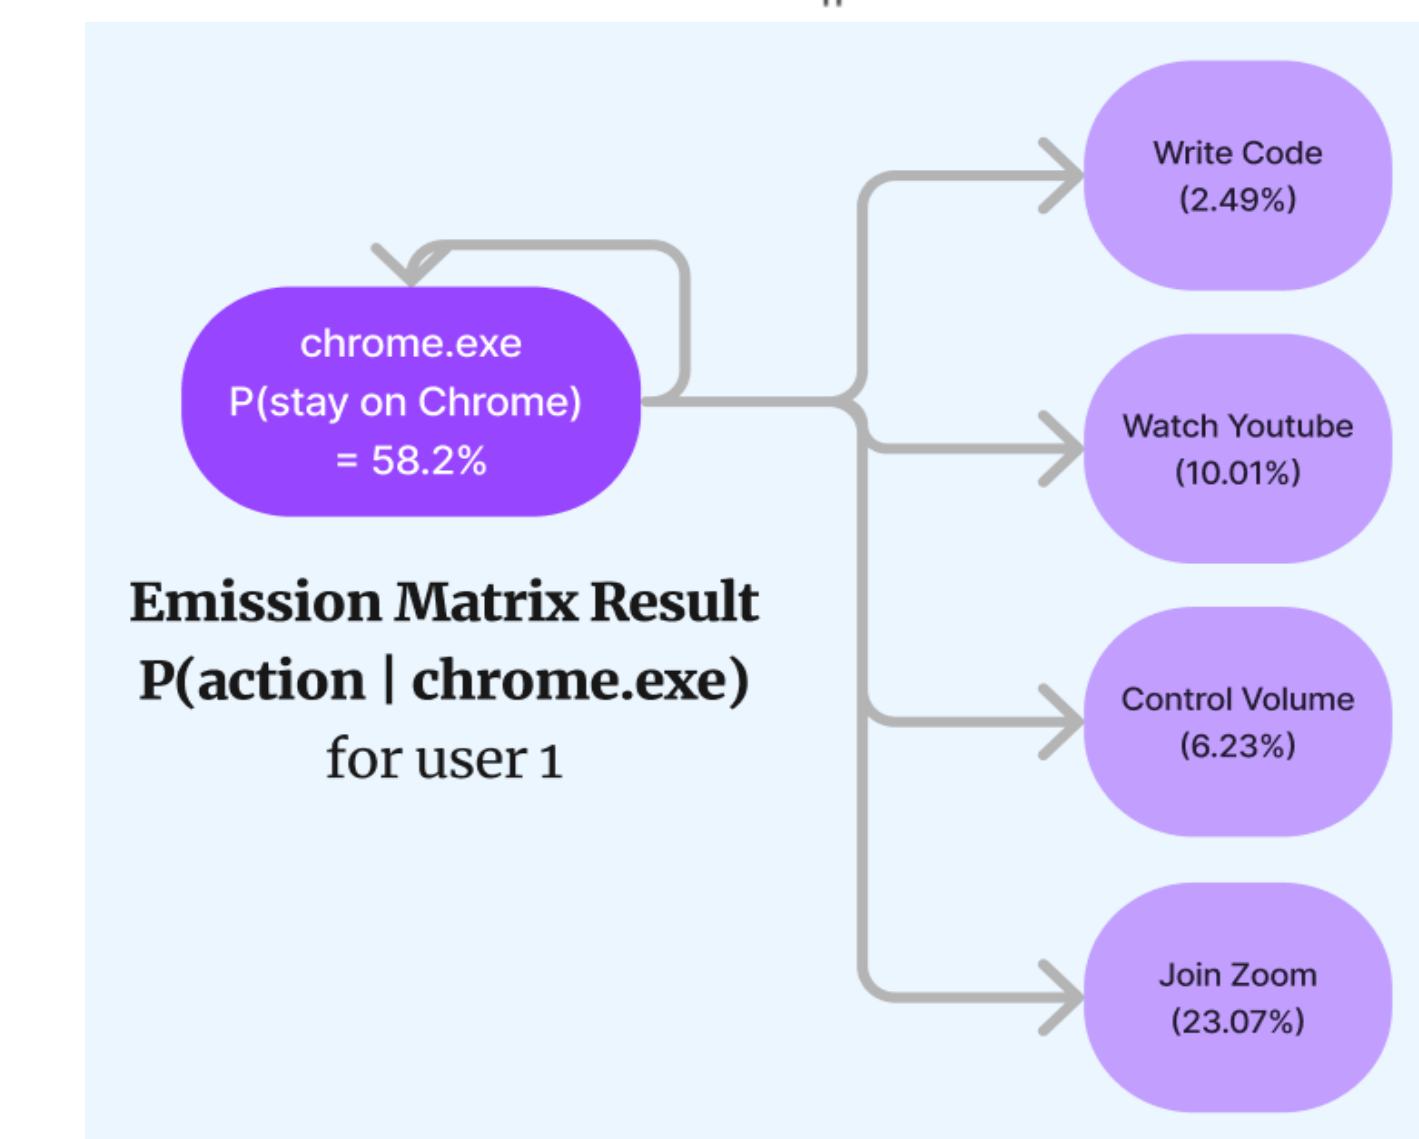 chrome.exe
P(stay on Chrome)
= 58.2%
Emission Matrix Result
P(action | chrome.exe)
for user 1
Write Code
(2.49%)
Watch Youtube
(10.01%)
Control Volume
(6.23%)
Join Zoom
(23.07%)